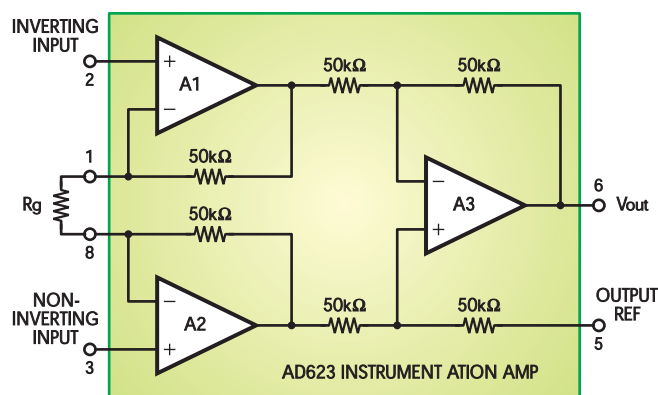 INVERTING
INPUT
2
+
A1
−
50kΩ
50kΩ
1
50kΩ
Rg
50kΩ
8
−
A3
+
6
Vout
NON-
INVERTING
INPUT
3
−
A2
+
50kΩ
50kΩ
OUTPUT
REF
5
AD623 INSTRUMENT ATION AMP